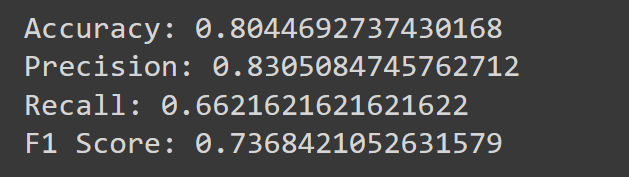 Accuracy: 0.8044692737430168
Precision: 0.8305084745762712
Recall: 0.6621621621621622
F1 Score: 0.7368421052631579